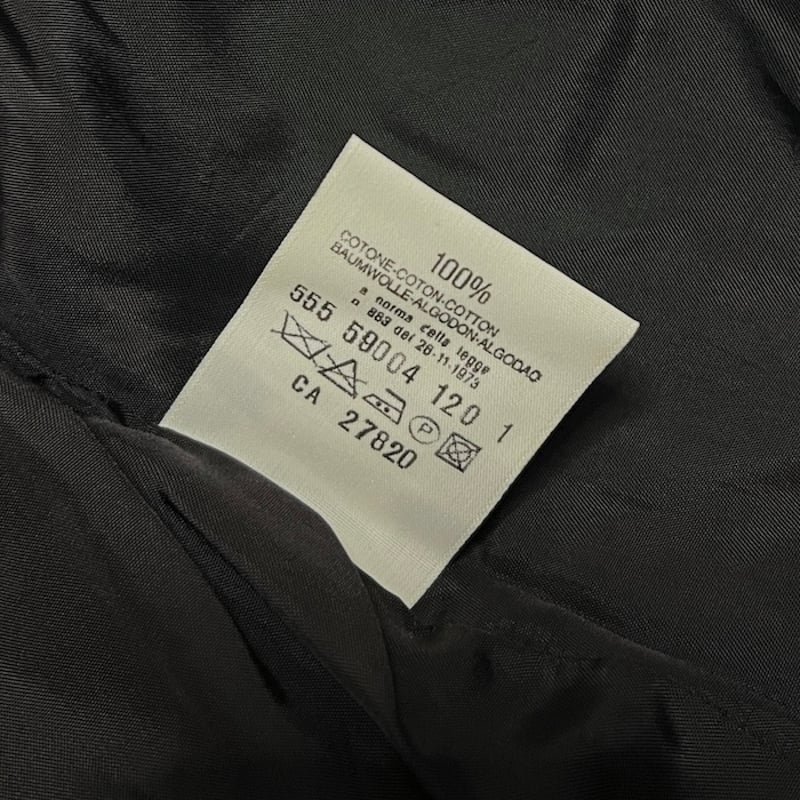 100%
COTONE-COTON-COTTON
BAUMWOLLE-ALGODON-ALGODAO
a norma della legge
n. 883 del 26-11-1973
555 59004 120 1
P
CA 27820